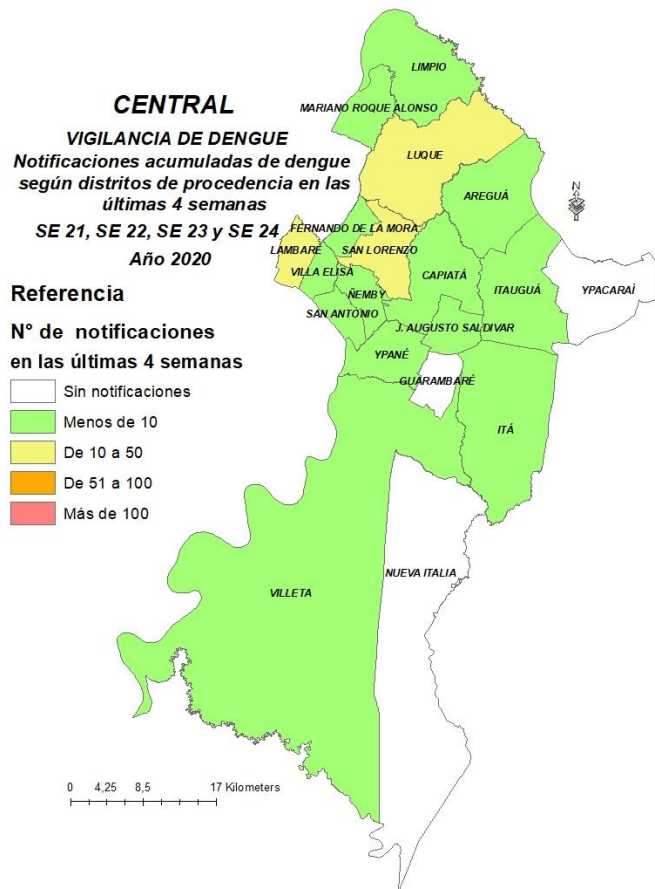 CENTRAL
VIGILANCIA DE DENGUE
Notificaciones acumuladas de dengue
según distritos de procedencia en las
últimas 4 semanas
SE 21, SE 22, SE 23 y SE 24
Año 2020
Referencia
N° de notificaciones
en las últimas 4 semanas
Sin notificaciones
Menos de 10
De 10 a 50
De 51 a 100
Más de 100
LIMPIO
MARIANO ROQUE ALONSO
LUQUE
AREGUÁ
N
FERNANDO DE LA MORA
LAMBARÉ
SAN LORENZO
VILLA ELISA
CAPIATÁ
ITAUGUÁ
YPACARAÍ
ÑEMBY
SAN ANTONIO
J. AUGUSTO SALDIVAR
YPANÉ
GUARAMBARÉ
ITÁ
NUEVA ITALIA
VILLETA
0 4,25 8,5 17 Kilometers